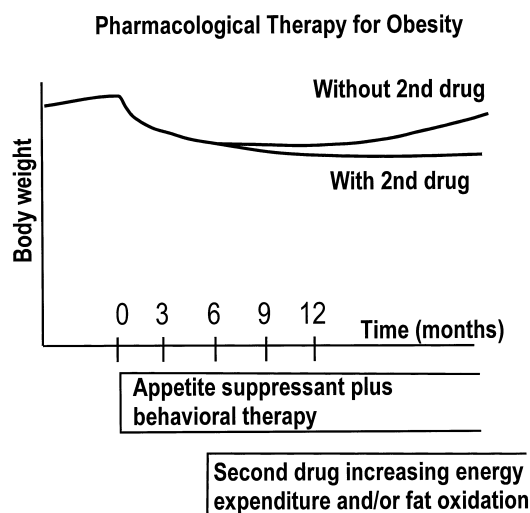 Pharmacological Therapy for Obesity
Without 2nd drug
With 2nd drug
Body weight
0 3 6 9 12
Time (months)
Appetite suppressant plus
behavioral therapy
Second drug increasing energy
expenditure and/or fat oxidation